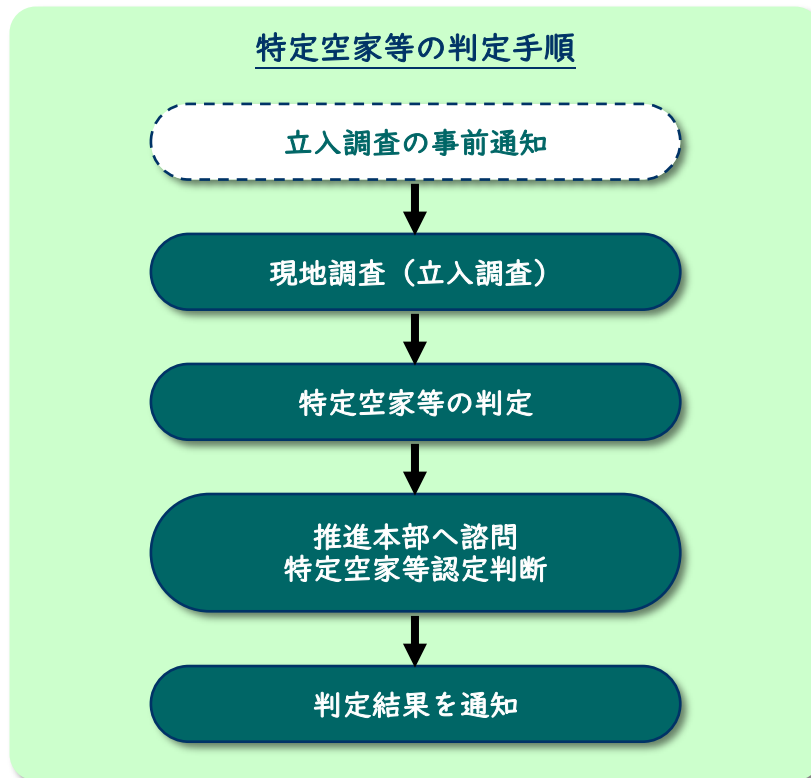 特定空家等の判定手順
立入調査の事前通知
現地調査（立入調査）
特定空家等の判定
推進本部へ諮問
特定空家等認定判断
判定結果を通知